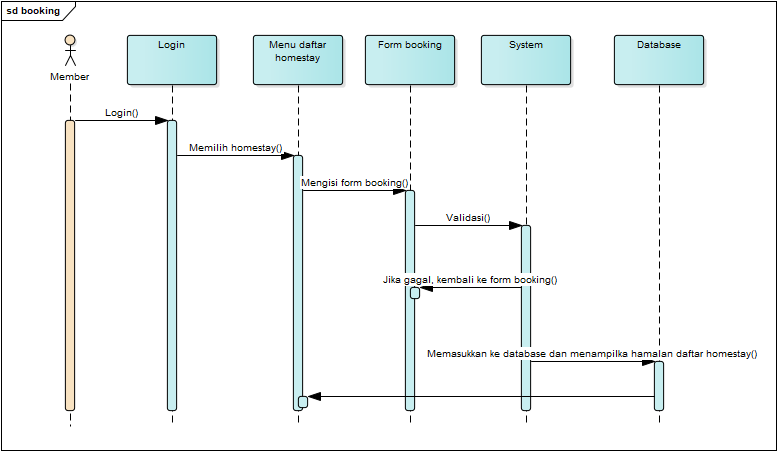 sd booking
Login
Menu daftar
homestay
Form booking
System
Database
Member
Login()
Memilih homestay()
Mengisi form booking()
Validasi()
Jika gagal, kembali ke form booking()
Memasukkan ke database dan menampilka hamalan daftar homestay()